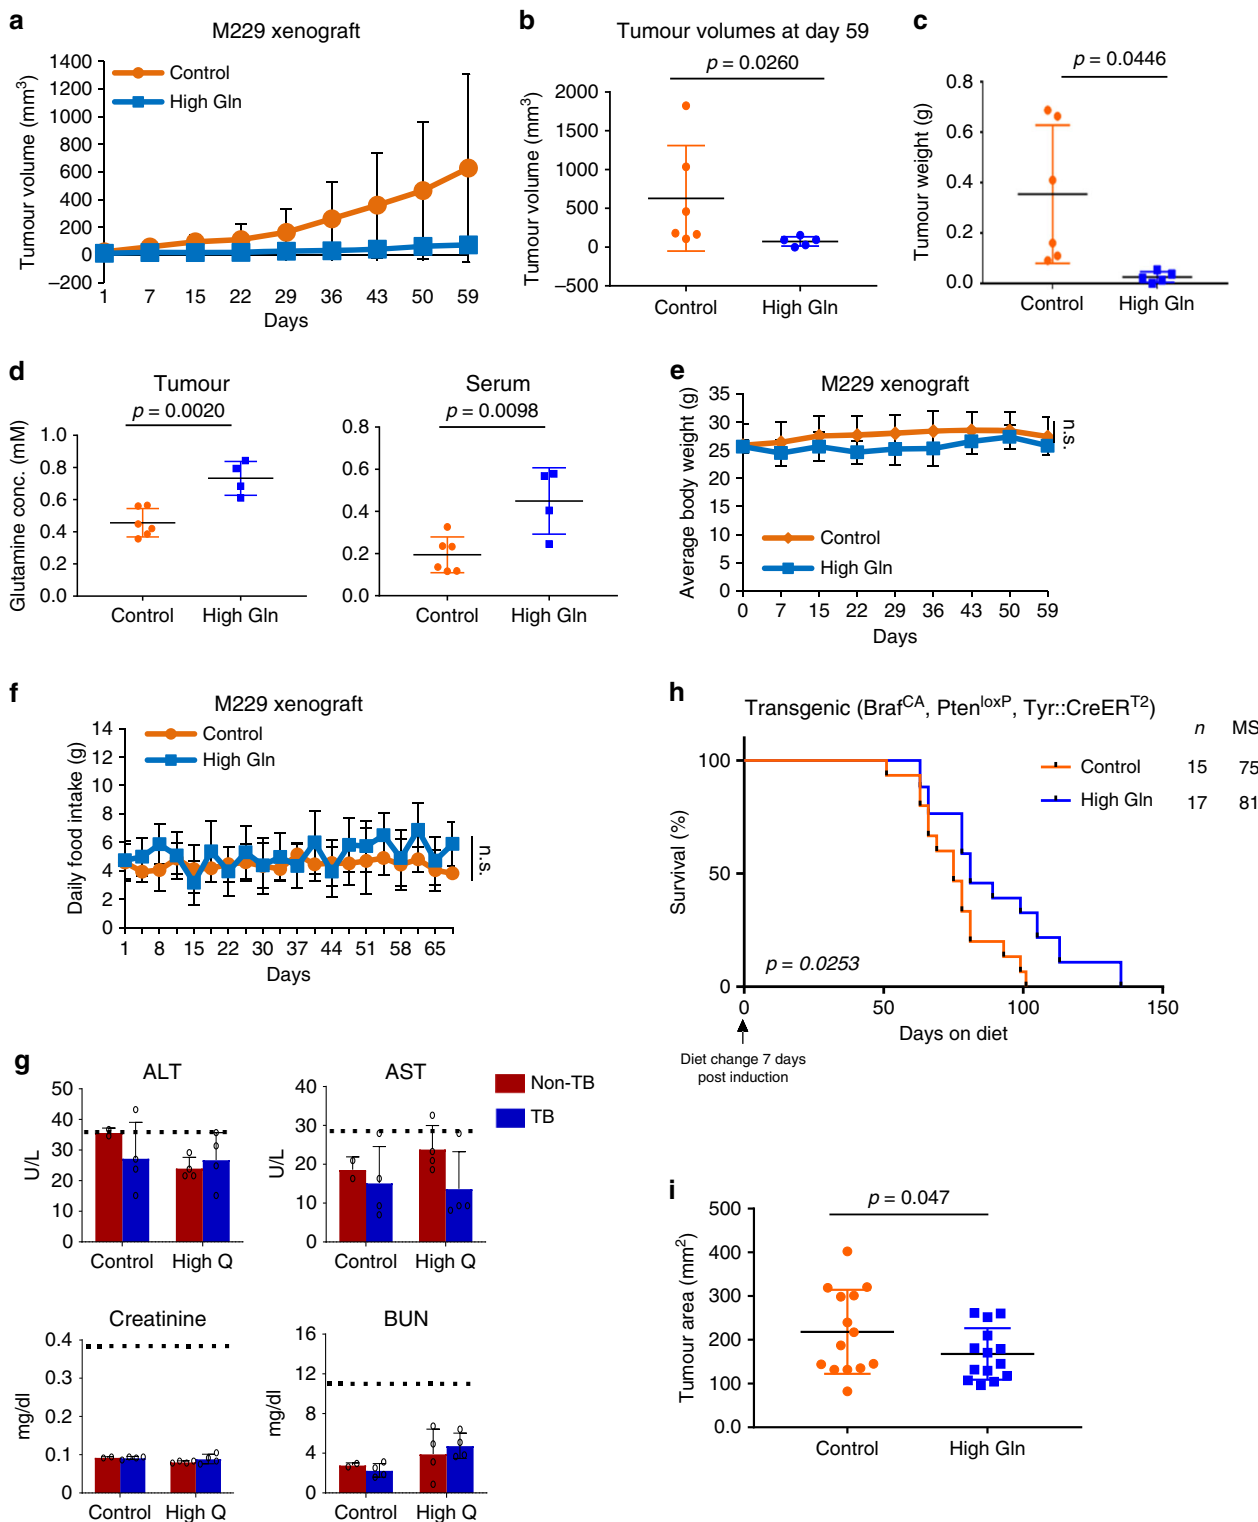 a
M229 xenograft
Tumour volume (mm³)
1400
1200
1000
800
600
400
200
0
−200
Control
High Gln
1 7 15 22 29 36 43 50 59
Days
b
Tumour volumes at day 59
p = 0.0260
Tumour volume (mm³)
2000
1500
1000
500
0
−500
Control High Gln
c
p = 0.0446
Tumour weight (g)
0.8
0.6
0.4
0.2
0.0
Control High Gln
d
Tumour
p = 0.0020
Glutamine conc. (mM)
1.0
0.8
0.6
0.4
0.2
0.0
Control High Gln
Serum
p = 0.0098
0.8
0.6
0.4
0.2
0.0
Control High Gln
e
M229 xenograft
Average body weight (g)
35
30
25
20
15
10
5
0
n.s.
Control
High Gln
0 7 15 22 29 36 43 50 59
Days
f
M229 xenograft
Daily food intake (g)
14
12
10
8
6
4
2
0
Control
High Gln
n.s.
1 8 15 22 30 37 44 51 58 65
Days
h
Transgenic (Braf^CA, Pten^loxP, Tyr::CreER^T2)
n MS
Control 15 75
High Gln 17 81
Survival (%)
100
50
0
p = 0.0253
0 50 100 150
Days on diet
Diet change 7 days
post induction
g
ALT
U/L
50
40
30
20
10
0
Control High Q
AST
U/L
40
30
20
10
0
Control High Q
Non-TB
TB
Creatinine
mg/dl
0.4
0.3
0.2
0.1
0
Control High Q
BUN
mg/dl
16
12
8
4
0
Control High Q
i
p = 0.047
Tumour area (mm²)
500
400
300
200
100
0.0
Control High Gln